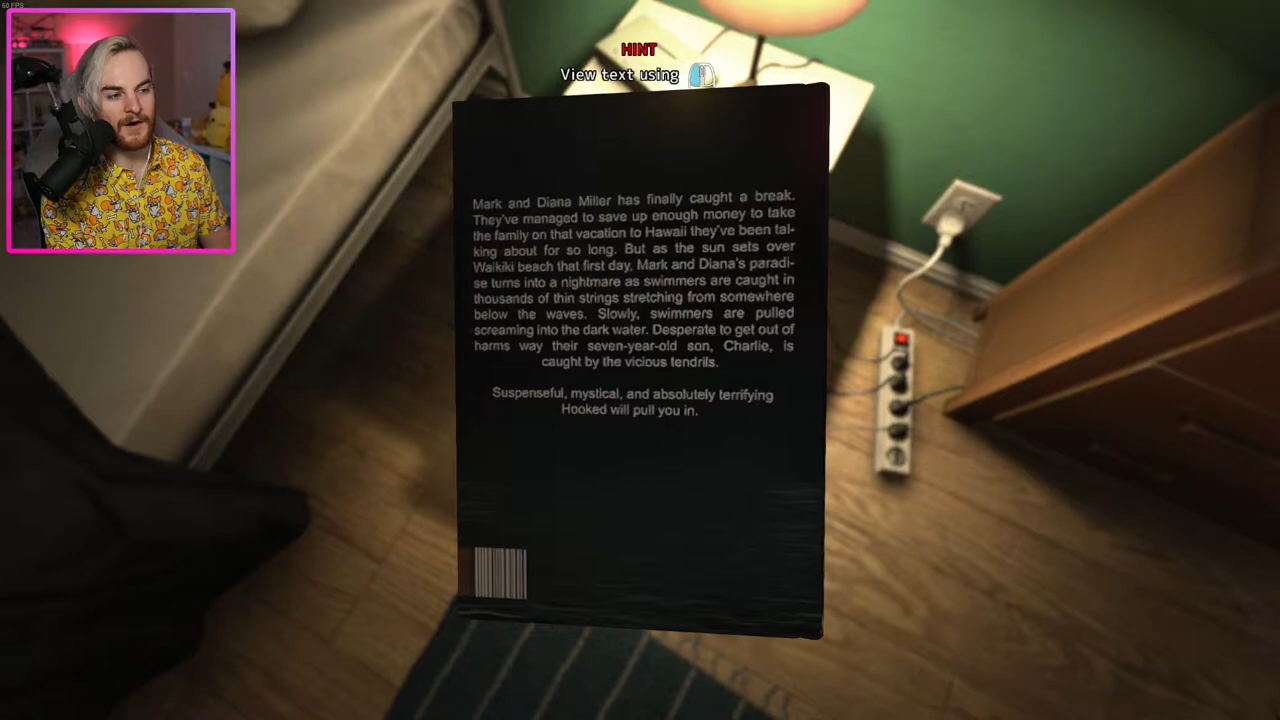 60 FPS
HINT
View text using
Mark and Diana Miller has finally caught a break.
They've managed to save up enough money to take
the family on that vacation to Hawaii they've been tal-
king about for so long. But as the sun sets over
Waikiki beach that first day, Mark and Diana's paradi-
se turns into a nightmare as swimmers are caught in
thousands of thin strings stretching from somewhere
below the waves. Slowly, swimmers are pulled
screaming into the dark water. Desperate to get out of
harms way their seven-year-old son, Charlie, is
caught by the vicious tendrils.
Suspenseful, mystical, and absolutely terrifying
Hooked will pull you in.